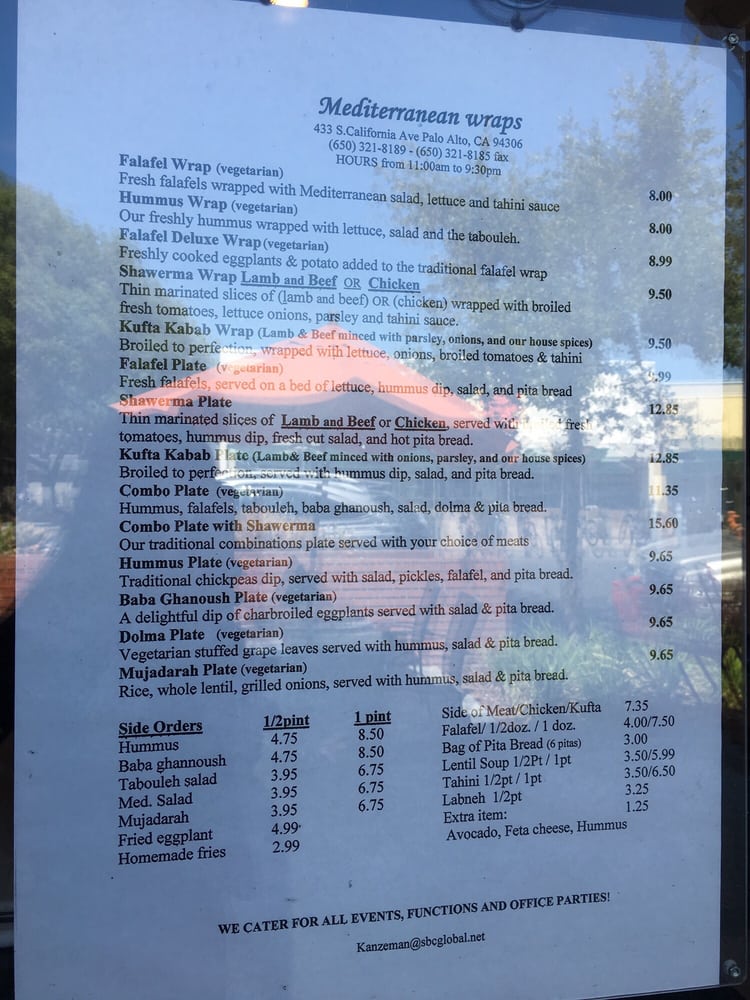 Mediterranean wraps
433 S.California Ave Palo Alto, CA 94306
(650) 321-8189 - (650) 321-8185 fax
HOURS from 11:00am to 9:30pm
Falafel Wrap (vegetarian)
Fresh falafels wrapped with Mediterranean salad, lettuce and tahini sauce 8.00
Hummus Wrap (vegetarian)
Our freshly hummus wrapped with lettuce, salad and the tabouleh. 8.00
Falafel Deluxe Wrap (vegetarian)
Freshly cooked eggplants & potato added to the traditional falafel wrap 8.99
Shawerma Wrap Lamb and Beef OR Chicken
Thin marinated slices of (lamb and beef) OR (chicken) wrapped with broiled 9.50
fresh tomatoes, lettuce onions, parsley and tahini sauce.
Kufta Kabab Wrap (Lamb & Beef minced with parsley, onions, and our house spices)
Broiled to perfection, wrapped with lettuce, onions, broiled tomatoes & tahini 9.50
Falafel Plate (vegetarian)
Fresh falafels, served on a bed of lettuce, hummus dip, salad, and pita bread .99
Shawerma Plate
Thin marinated slices of Lamb and Beef or Chicken, served with fresh 12.85
tomatoes, hummus dip, fresh cut salad, and hot pita bread.
Kufta Kabab Plate (Lamb& Beef minced with onions, parsley, and our house spices)
Broiled to perfection, served with hummus dip, salad, and pita bread. 12.85
Combo Plate (vegetarian)
Hummus, falafels, tabouleh, baba ghanoush, salad, dolma & pita bread. 11.35
Combo Plate with Shawerma
Our traditional combinations plate served with your choice of meats 15.60
Hummus Plate (vegetarian)
Traditional chickpeas dip, served with salad, pickles, falafel, and pita bread. 9.65
Baba Ghanoush Plate (vegetarian)
A delightful dip of charbroiled eggplants served with salad & pita bread. 9.65
Dolma Plate (vegetarian)
Vegetarian stuffed grape leaves served with hummus, salad & pita bread. 9.65
Mujadarah Plate (vegetarian)
Rice, whole lentil, grilled onions, served with hummus, salad & pita bread. 9.65
Side Orders 1/2pint 1 pint
Hummus 4.75 8.50
Baba ghannoush 4.75 8.50
Tabouleh salad 3.95 6.75
Med. Salad 3.95 6.75
Mujadarah 3.95 6.75
Fried eggplant 4.99
Homemade fries 2.99
Side of Meat/Chicken/Kufta 7.35
Falafel/ 1/2doz. / 1 doz. 4.00/7.50
Bag of Pita Bread (6 pitas) 3.00
Lentil Soup 1/2Pt / 1pt 3.50/5.99
Tahini 1/2pt / 1pt 3.50/6.50
Labneh 1/2pt 3.25
Extra item: 1.25
Avocado, Feta cheese, Hummus
WE CATER FOR ALL EVENTS, FUNCTIONS AND OFFICE PARTIES!
Kanzeman@sbcglobal.net